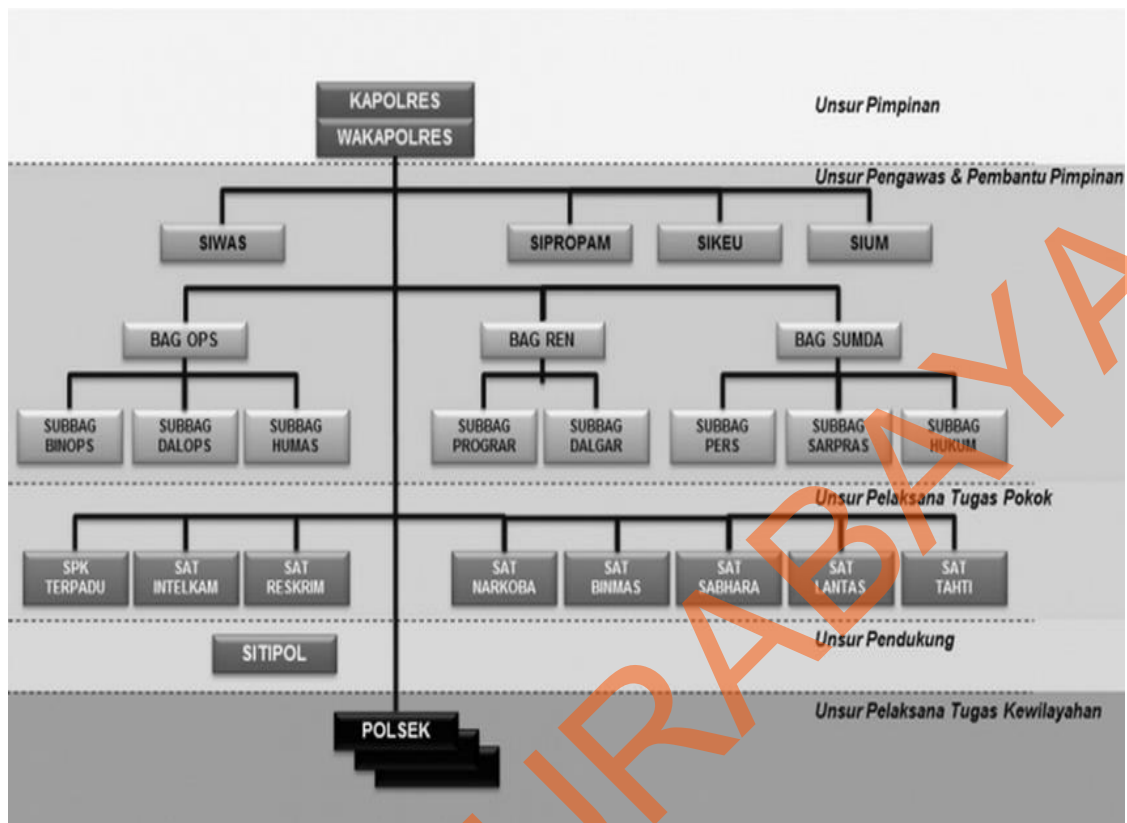 KAPOLRES
WAKAPOLRES
Unsur Pimpinan
Unsur Pengawas & Pembantu Pimpinan
SIWAS
SIPROPAM
SIKEU
SIUM
BAG OPS
BAG REN
BAG SUMDA
SUBBAG
BINOPS
SUBBAG
DALOPS
SUBBAG
HUMAS
SUBBAG
PROGRAR
SUBBAG
DALGAR
SUBBAG
PERS
SUBBAG
SARPRAS
SUBBAG
HUKUM
Unsur Pelaksana Tugas Pokok
SPK
TERPADU
SAT
INTELKAM
SAT
RESKRIM
SAT
NARKOBA
SAT
BINMAS
SAT
SABHARA
SAT
LANTAS
SAT
TAHTI
Unsur Pendukung
SITIPOL
Unsur Pelaksana Tugas Kewilayahan
POLSEK
URABAYA